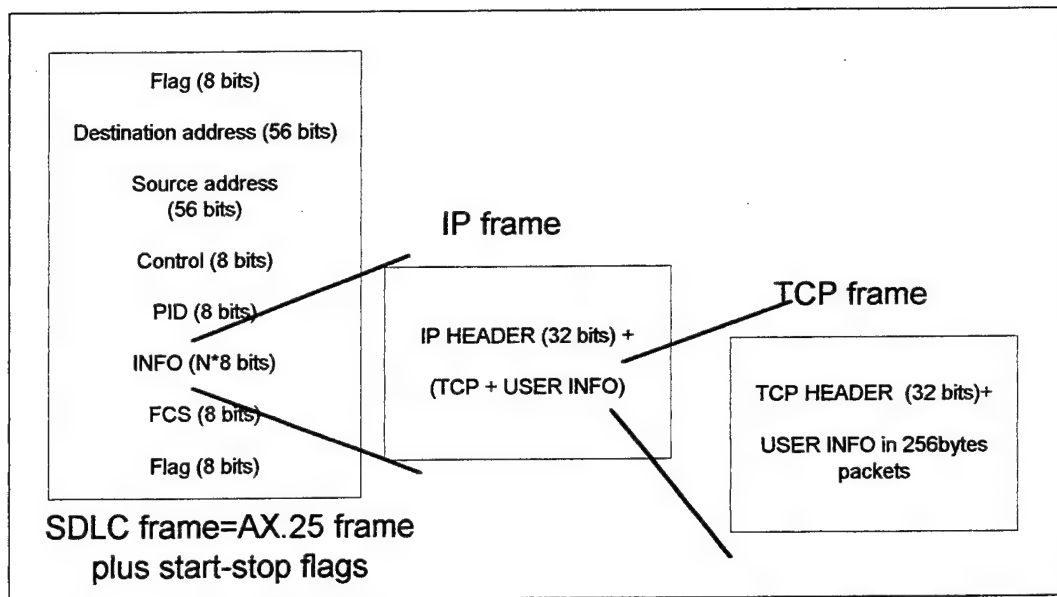 Flag (8 bits)
Destination address (56 bits)
Source address
(56 bits)
Control (8 bits)
PID (8 bits)
INFO (N*8 bits)
FCS (8 bits)
Flag (8 bits)
SDLC frame=AX.25 frame
plus start-stop flags
IP frame
IP HEADER (32 bits) +
(TCP + USER INFO)
TCP frame
TCP HEADER (32 bits)+
USER INFO in 256bytes
packets